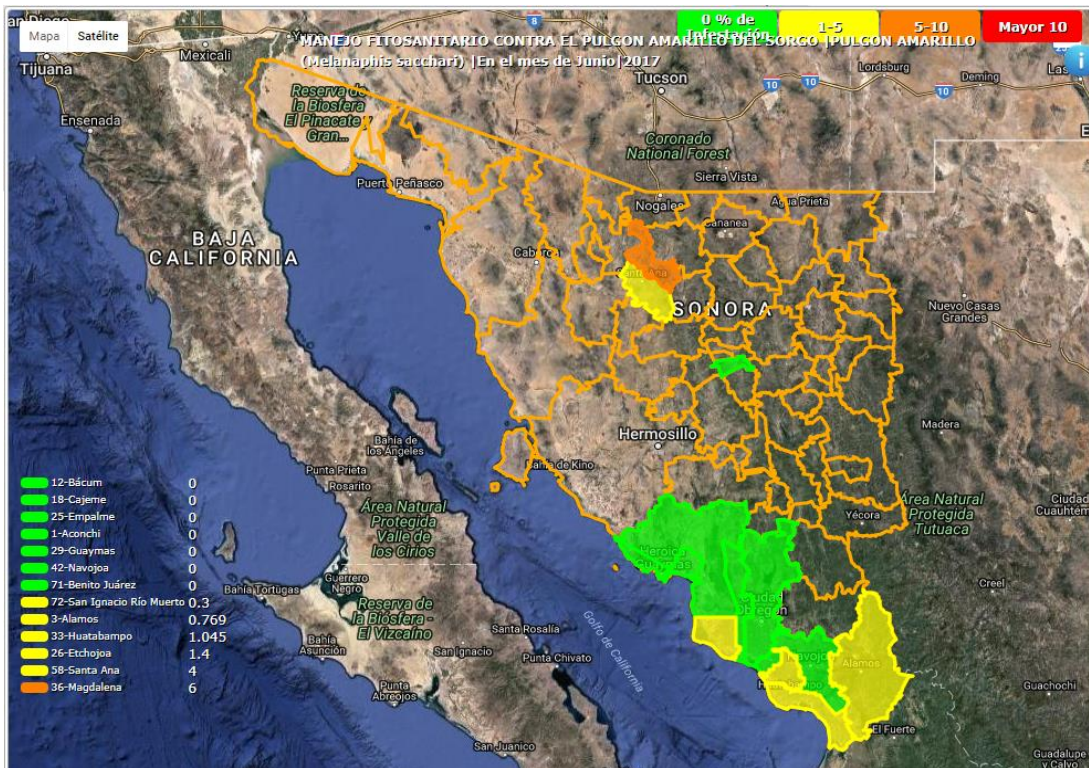 Mapa Satélite
0 % de Infestación
1-5
5-10
Mayor 10
MANEJO FITOSANITARIO CONTRA EL PULGON AMARILLO DEL SORGO |PULGON AMARILLO
(Melanaphis sacchari) |En el mes de Junio|2017
8
Mexicali
Tijuana
Ensenada
Tucson
10
10
10
Lordsburg
Deming
Reserva de
la Biosfera
El Pinacate y
Gran...
Coronado
National Forest
Sierra Vista
Puerto Peñasco
Nogales
Agua Prieta
Cananea
BAJA
CALIFORNIA
Caborca
Santa Ana
SONORA
Nuevo Casas
Grandes
Hermosillo
Madera
Bahía de
los Ángeles
Bahía de Kino
Punta Prieta
Rosarito
Área Natural
Protegida
Valle de
los Cirios
Área Natural
Protegida
Tutuaca
Yécora
Ciudad
Cuauhtém
Heroica
Guaymas
Creel
Guerrero
Negro
Bahía Tortugas
Ciudad
Obregón
Reserva de
la Biósfera -
El Vizcaíno
Golfo de California
Santa Rosalía
Bahía
Asunción
San Ignacio
Punta Chivato
Navojoa
Alamos
Huatabampo
Guachochi
Punta
Abreojos
El Fuerte
San Juanico
Guadalupe
y Calvo
12-Bácum 0
18-Cajeme 0
25-Empalme 0
1-Aconchi 0
29-Guaymas 0
42-Navojoa 0
71-Benito Juárez 0
72-San Ignacio Río Muerto 0.3
3-Alamos 0.769
33-Huatabampo 1.045
26-Etchojoa 1.4
58-Santa Ana 4
36-Magdalena 6